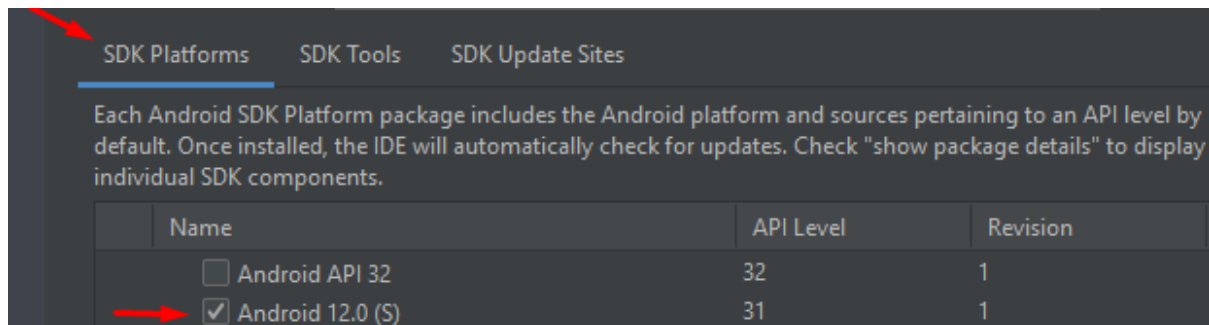 SDK Platforms SDK Tools SDK Update Sites
Each Android SDK Platform package includes the Android platform and sources pertaining to an API level by
default. Once installed, the IDE will automatically check for updates. Check "show package details" to display
individual SDK components.
Name API Level Revision
Android API 32 32 1
Android 12.0 (S) 31 1